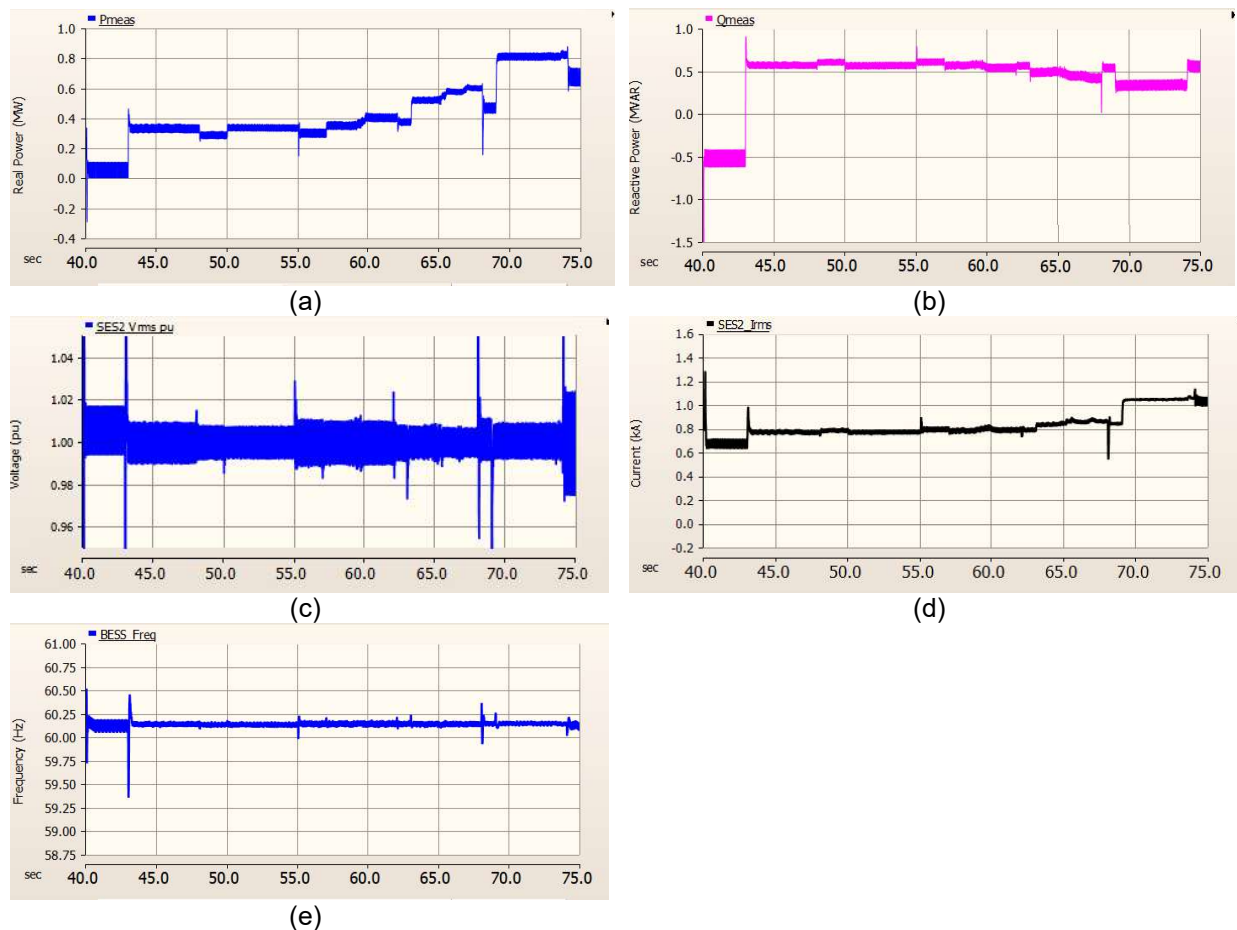 Pmeas
1.0
0.8
0.6
0.4
0.2
0.0
-0.2
-0.4
Real Power (MW)
sec 40.0 45.0 50.0 55.0 60.0 65.0 70.0 75.0
(a)
Qmeas
1.0
0.5
0.0
-0.5
-1.0
-1.5
Reactive Power (MVAR)
sec 40.0 45.0 50.0 55.0 60.0 65.0 70.0 75.0
(b)
SES2 Vrms pu
1.04
1.02
1.00
0.98
0.96
Voltage (pu)
sec 40.0 45.0 50.0 55.0 60.0 65.0 70.0 75.0
(c)
SES2_Irms
1.6
1.4
1.2
1.0
0.8
0.6
0.4
0.2
0.0
-0.2
Current (kA)
sec 40.0 45.0 50.0 55.0 60.0 65.0 70.0 75.0
(d)
BESS_Freq
61.00
60.75
60.50
60.25
60.00
59.75
59.50
59.25
59.00
58.75
Frequency (Hz)
sec 40.0 45.0 50.0 55.0 60.0 65.0 70.0 75.0
(e)